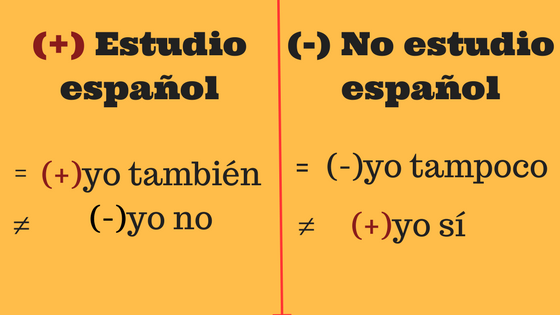 (+) Estudio
español
= (+)yo también
≠ (-)yo no
(-) No estudio
español
= (-)yo tampoco
≠ (+)yo sí